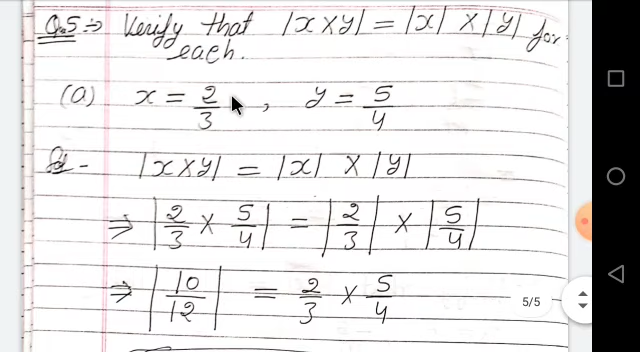 Q.5 ⇒ Verify that |x×y| = |x| × |y| for
each.
(a) x = 2/3 , y = 5/4
Sol - |x×y| = |x| × |y|
⇒ |2/3 × 5/4| = |2/3| × |5/4|
⇒ |10/12| = 2/3 × 5/4
5/5